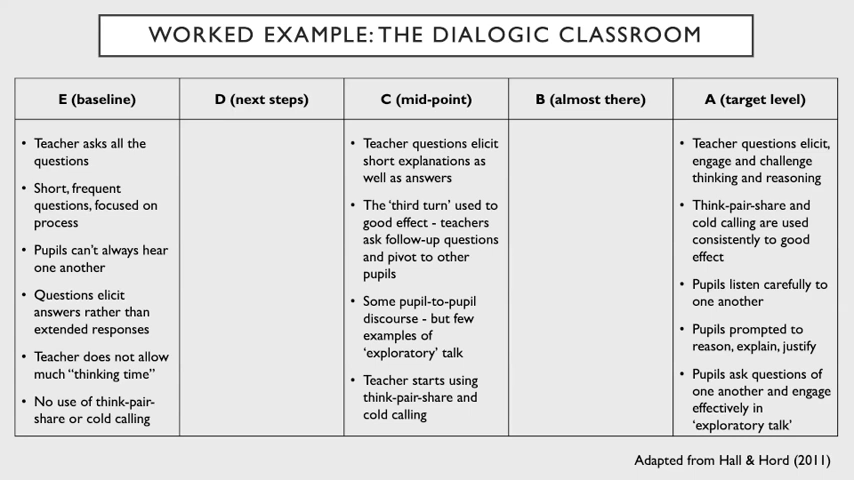 WORKED EXAMPLE: THE DIALOGIC CLASSROOM
E (baseline)
D (next steps)
C (mid-point)
B (almost there)
A (target level)
• Teacher asks all the
questions
• Short, frequent
questions, focused on
process
• Pupils can't always hear
one another
• Questions elicit
answers rather than
extended responses
• Teacher does not allow
much "thinking time"
• No use of think-pair-
share or cold calling
• Teacher questions elicit
short explanations as
well as answers
• The 'third turn' used to
good effect - teachers
ask follow-up questions
and pivot to other
pupils
• Some pupil-to-pupil
discourse - but few
examples of
'exploratory' talk
• Teacher starts using
think-pair-share and
cold calling
• Teacher questions elicit,
engage and challenge
thinking and reasoning
• Think-pair-share and
cold calling are used
consistently to good
effect
• Pupils listen carefully to
one another
• Pupils prompted to
reason, explain, justify
• Pupils ask questions of
one another and engage
effectively in
'exploratory talk'
Adapted from Hall & Hord (2011)